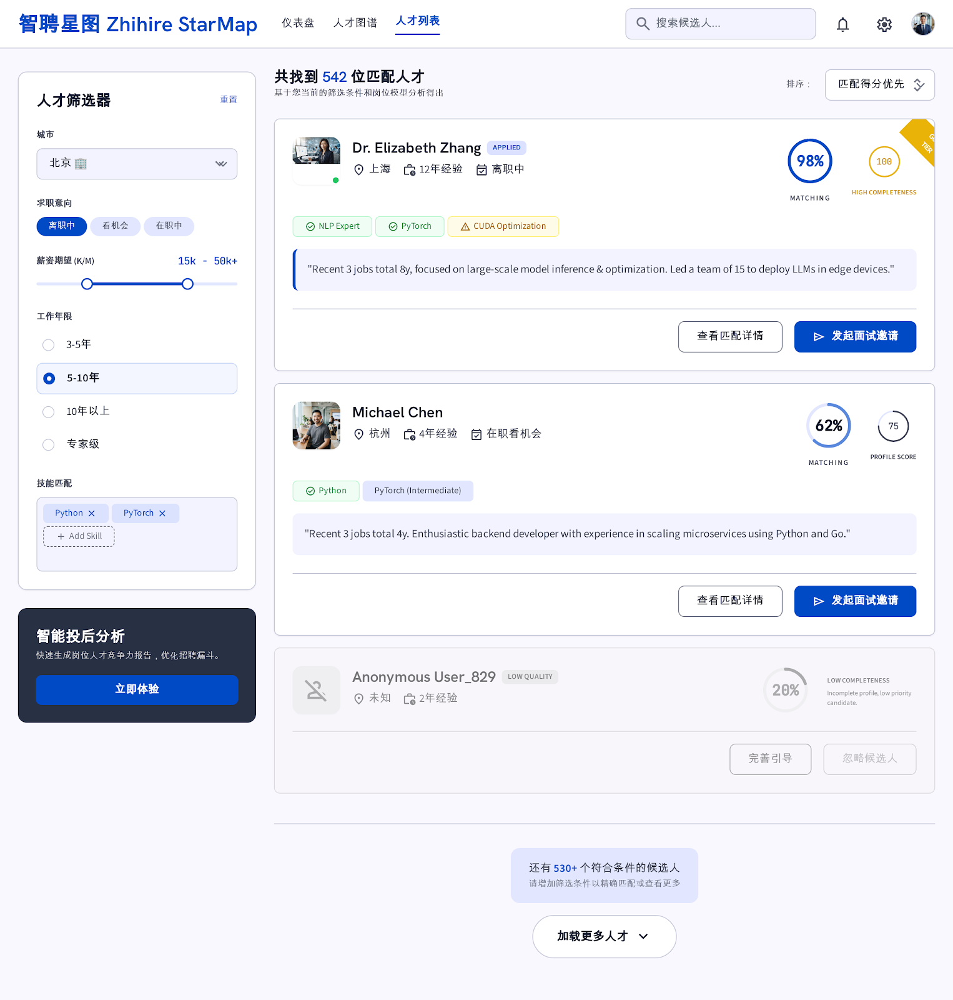 智聘星图 Zhihire StarMap
仪表盘
人才图谱
人才列表
搜索候选人...
人才筛选器
重置
城市
北京 🏢
求职意向
离职中
看机会
在职中
薪资期望 (K/M)
15k - 50k+
工作年限
3-5年
5-10年
10年以上
专家级
技能匹配
Python
PyTorch
Add Skill
智能投后分析
快速生成岗位人才竞争力报告，优化招聘漏斗。
立即体验
共找到 542 位匹配人才
基于您当前的筛选条件和岗位模型分析得出
排序：
匹配得分优先
Dr. Elizabeth Zhang
APPLIED
上海
12年经验
离职中
98%
MATCHING
100
HIGH COMPLETENESS
TIER
NLP Expert
PyTorch
CUDA Optimization
"Recent 3 jobs total 8y, focused on large-scale model inference & optimization. Led a team of 15 to deploy LLMs in edge devices."
查看匹配详情
发起面试邀请
Michael Chen
杭州
4年经验
在职看机会
62%
MATCHING
75
PROFILE SCORE
Python
PyTorch (Intermediate)
"Recent 3 jobs total 4y. Enthusiastic backend developer with experience in scaling microservices using Python and Go."
查看匹配详情
发起面试邀请
Anonymous User_829
LOW QUALITY
未知
2年经验
20%
LOW COMPLETENESS
Incomplete profile, low priority
candidate.
完善引导
忽略候选人
还有 530+ 个符合条件的候选人
请增加筛选条件以精确匹配或查看更多
加载更多人才